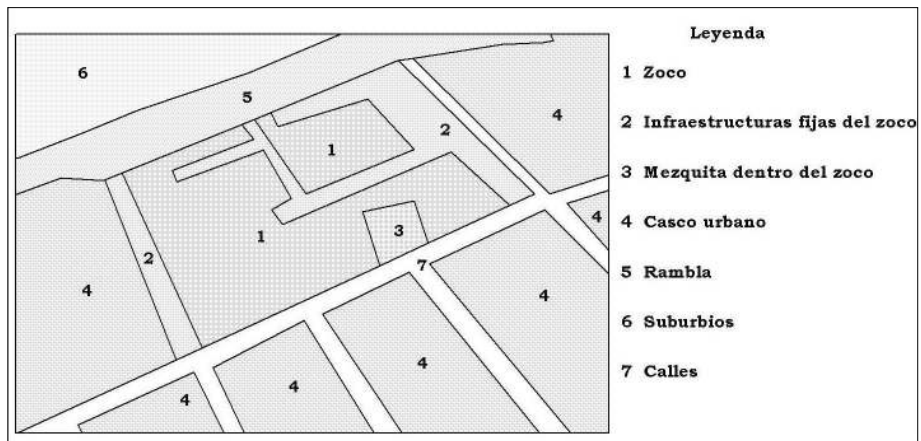 Leyenda
1 Zoco
2 Infraestructuras fijas del zoco
3 Mezquita dentro del zoco
4 Casco urbano
5 Rambla
6 Suburbios
7 Calles
6
5
4
1
2
1
3
4
2
7
4
4
4
4
4